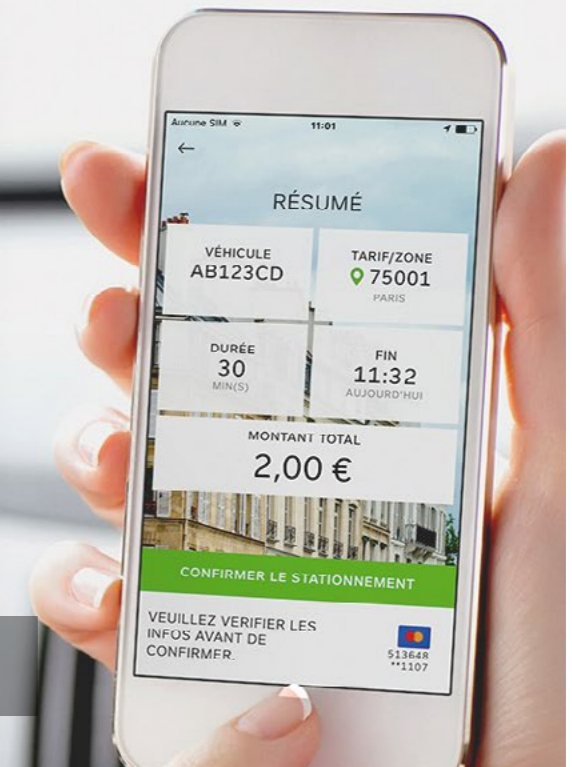 Aucune SIM 11:01
RÉSUMÉ
VÉHICULE
AB123CD
TARIF/ZONE
75001
PARIS
DURÉE
30
MIN(S)
FIN
11:32
AUJOURD'HUI
MONTANT TOTAL
2,00 €
CONFIRMER LE STATIONNEMENT
VEUILLEZ VERIFIER LES
INFOS AVANT DE
CONFIRMER.
513648
**1107